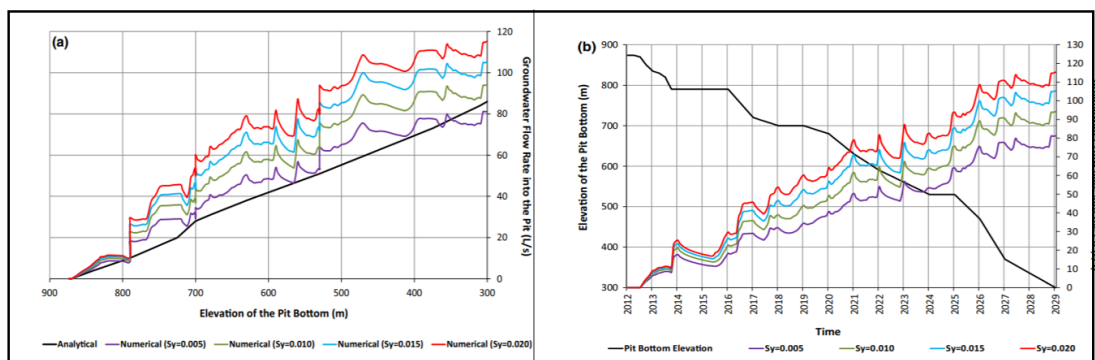 (a)
120
100
80
60
40
20
0
Groundwater Flow Rate into the Pit (L/s)
900 800 700 600 500 400 300
Elevation of the Pit Bottom (m)
Analytical Numerical (Sy=0.005) Numerical (Sy=0.010) Numerical (Sy=0.015) Numerical (Sy=0.020)
(b)
Elevation of the Pit Bottom (m)
900
800
700
600
500
400
300
130
120
110
100
90
80
70
60
50
40
30
20
10
0
2012 2013 2014 2015 2016 2017 2018 2019 2020 2021 2022 2023 2024 2025 2026 2027 2028 2029
Time
Pit Bottom Elevation Sy=0.005 Sy=0.010 Sy=0.015 Sy=0.020